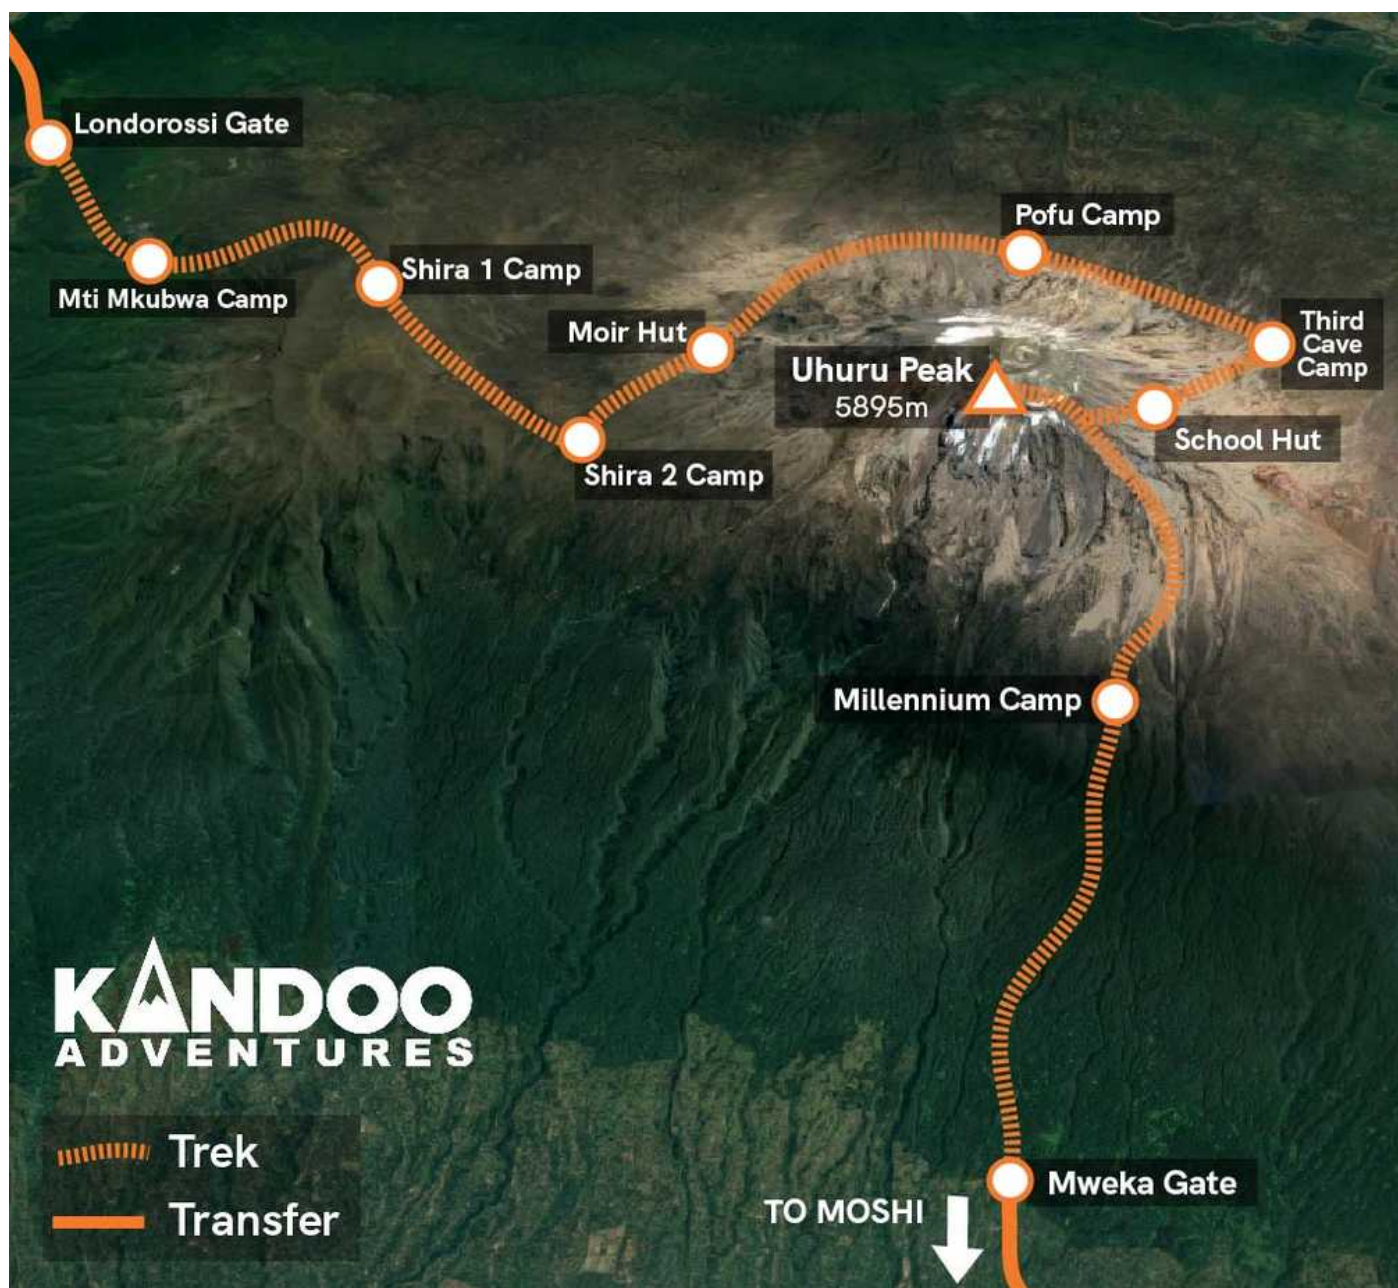 Londorossi Gate
Mti Mkubwa Camp
Shira 1 Camp
Shira 2 Camp
Moir Hut
Pofu Camp
Third
Cave
Camp
School Hut
Uhuru Peak
5895m
Millennium Camp
Mweka Gate
TO MOSHI
KANDOO
ADVENTURES
Trek
Transfer